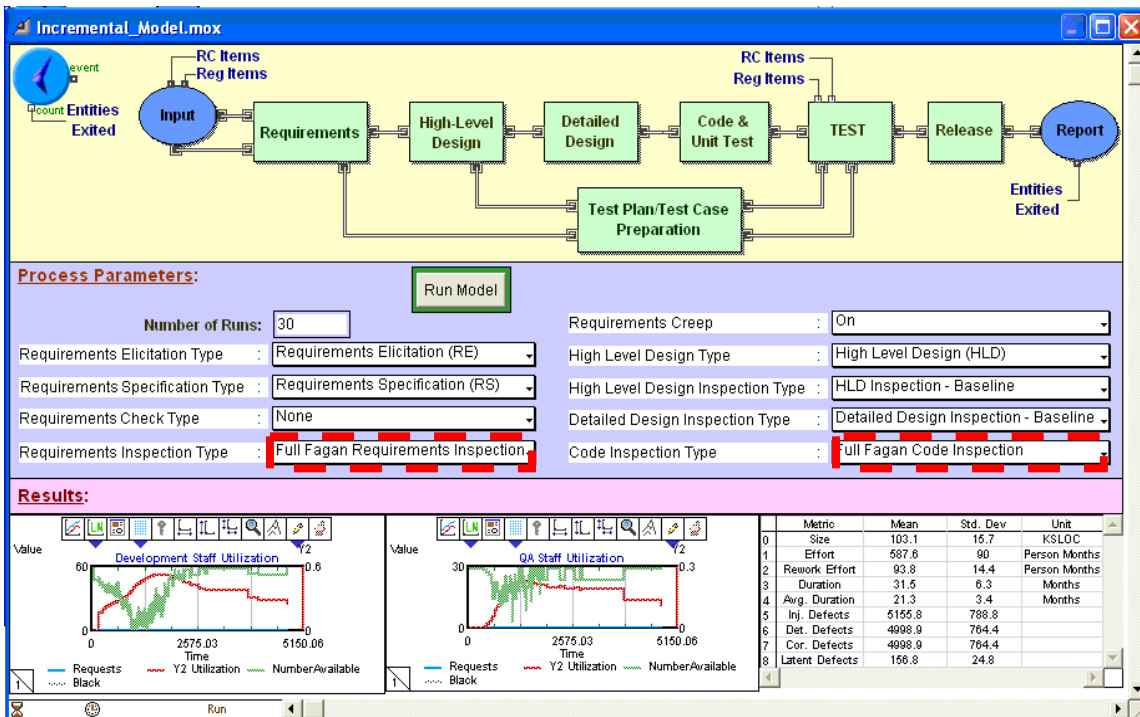 Incremental_Model.mox
event
count
Entities
Exited
RC Items
Reg Items
Input
Requirements
High-Level
Design
Detailed
Design
Code &
Unit Test
RC Items
Reg Items
TEST
Release
Report
Entities
Exited
Test Plan/Test Case
Preparation
Process Parameters:
Run Model
Number of Runs: 30
Requirements Elicitation Type : Requirements Elicitation (RE)
Requirements Specification Type : Requirements Specification (RS)
Requirements Check Type : None
Requirements Inspection Type : Full Fagan Requirements Inspection
Requirements Creep : On
High Level Design Type : High Level Design (HLD)
High Level Design Inspection Type : HLD Inspection - Baseline
Detailed Design Inspection Type : Detailed Design Inspection - Baseline
Code Inspection Type : Full Fagan Code Inspection
Results:
LN
Value
Development Staff Utilization
Y2
60
0.6
0
0
0
2575.03
5150.06
Time
Requests Y2 Utilization NumberAvailable
Black
1
LN
Value
QA Staff Utilization
Y2
30
0.3
0
0
0
2575.03
5150.06
Time
Requests Y2 Utilization NumberAvailable
Black
1
Metric Mean Std. Dev Unit
0 Size 103.1 15.7 KSLOC
1 Effort 587.6 90 Person Months
2 Rework Effort 93.8 14.4 Person Months
3 Duration 31.5 6.3 Months
4 Avg. Duration 21.3 3.4 Months
5 Inj. Defects 5155.8 788.8
6 Det. Defects 4998.9 764.4
7 Cor. Defects 4998.9 764.4
8 Latent Defects 156.8 24.8
Run